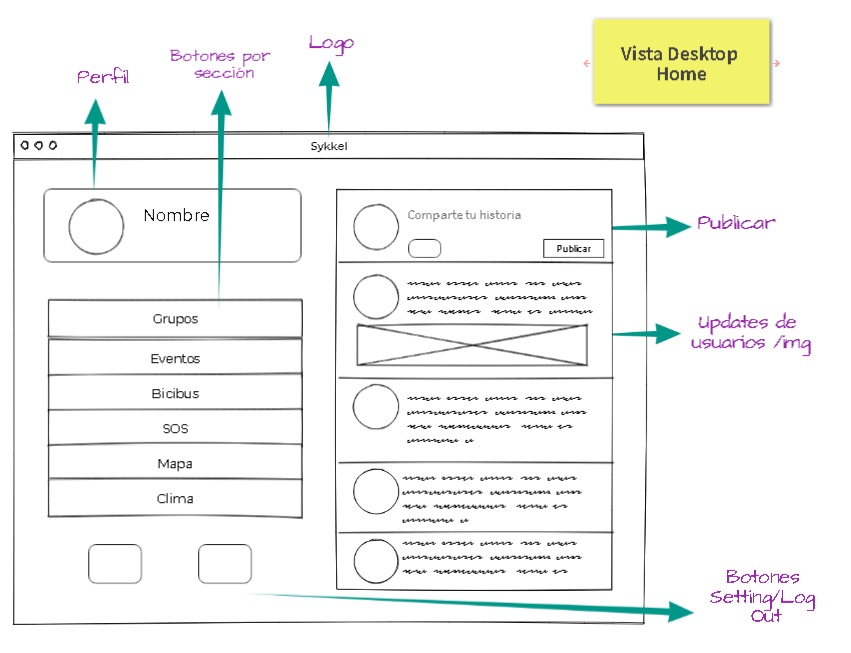 Logo
Botones por
sección
Perfil
Vista Desktop
Home
Sykkel
Nombre
Comparte tu historia
Publicar
Publicar
Grupos
Eventos
Bicibus
SOS
Mapa
Clima
Updates de
usuarios /img
Botones
Setting/Log
Out